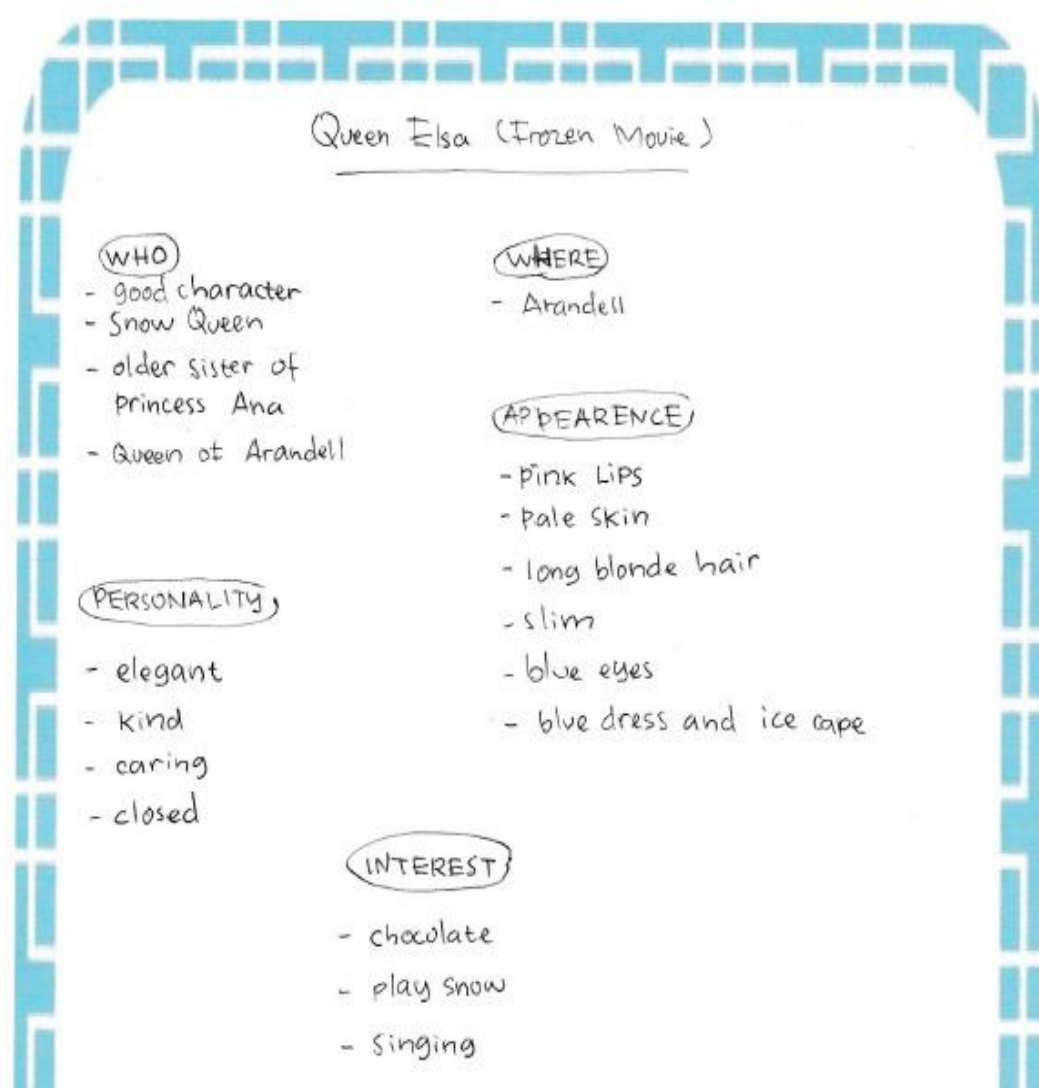 Queen Elsa (Frozen Movie)
WHO
- good character
- Snow Queen
- older sister of
princess Ana
- Queen of Arandell
WHERE
- Arandell
APPEARENCE
- pink Lips
- pale skin
- long blonde hair
- slim
- blue eyes
- blue dress and ice cape
PERSONALITY
- elegant
- kind
- caring
- closed
INTEREST
- chocolate
- play snow
- singing